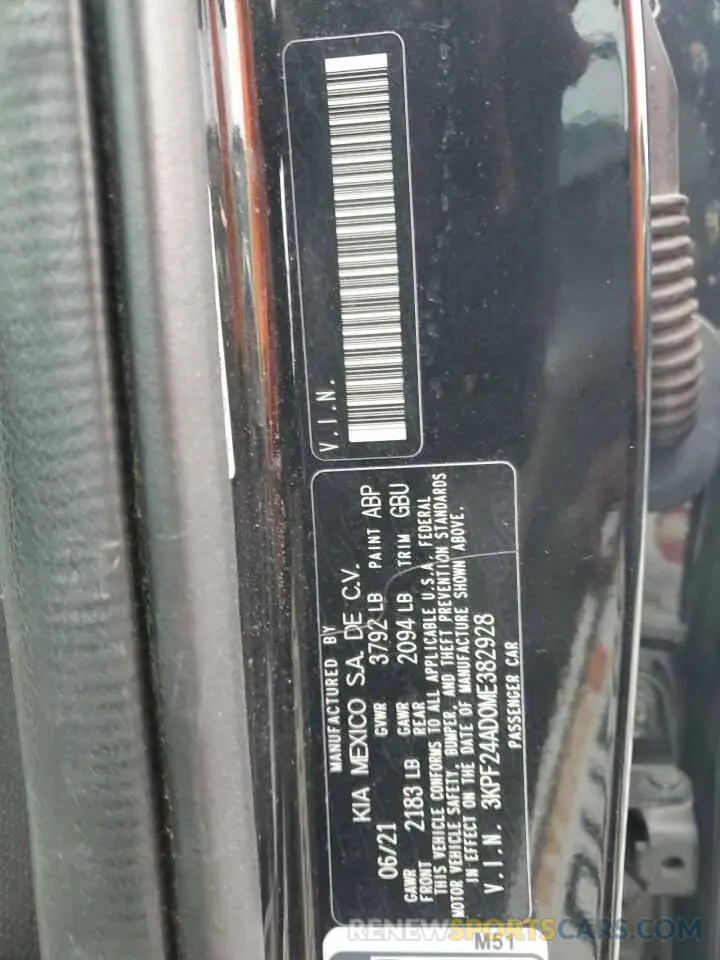 V.I.N.
MANUFACTURED BY
KIA MEXICO S.A. DE C.V.
06/21 GVWR 3792 LB PAINT ABP
GAWR FRONT 2183 LB GAWR REAR 2094 LB TRIM GBU
THIS VEHICLE CONFORMS TO ALL APPLICABLE U.S.A. FEDERAL
MOTOR VEHICLE SAFETY, BUMPER, AND THEFT PREVENTION STANDARDS
IN EFFECT ON THE DATE OF MANUFACTURE SHOWN ABOVE.
V.I.N. 3KPF24AD0ME382928
PASSENGER CAR
M51
RENEWSPORTSCARS.COM